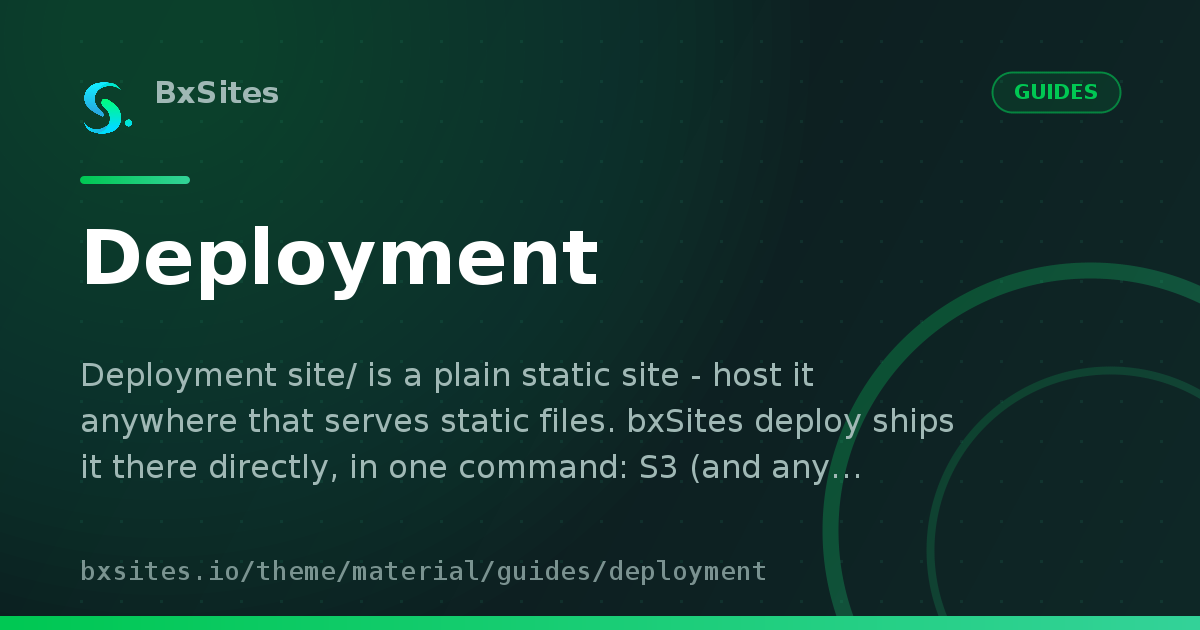 BxSites
GUIDES
Deployment
Deployment site/ is a plain static site - host it
anywhere that serves static files. bxSites deploy ships
it there directly, in one command: S3 (and any...
bxsites.io/theme/material/guides/deployment